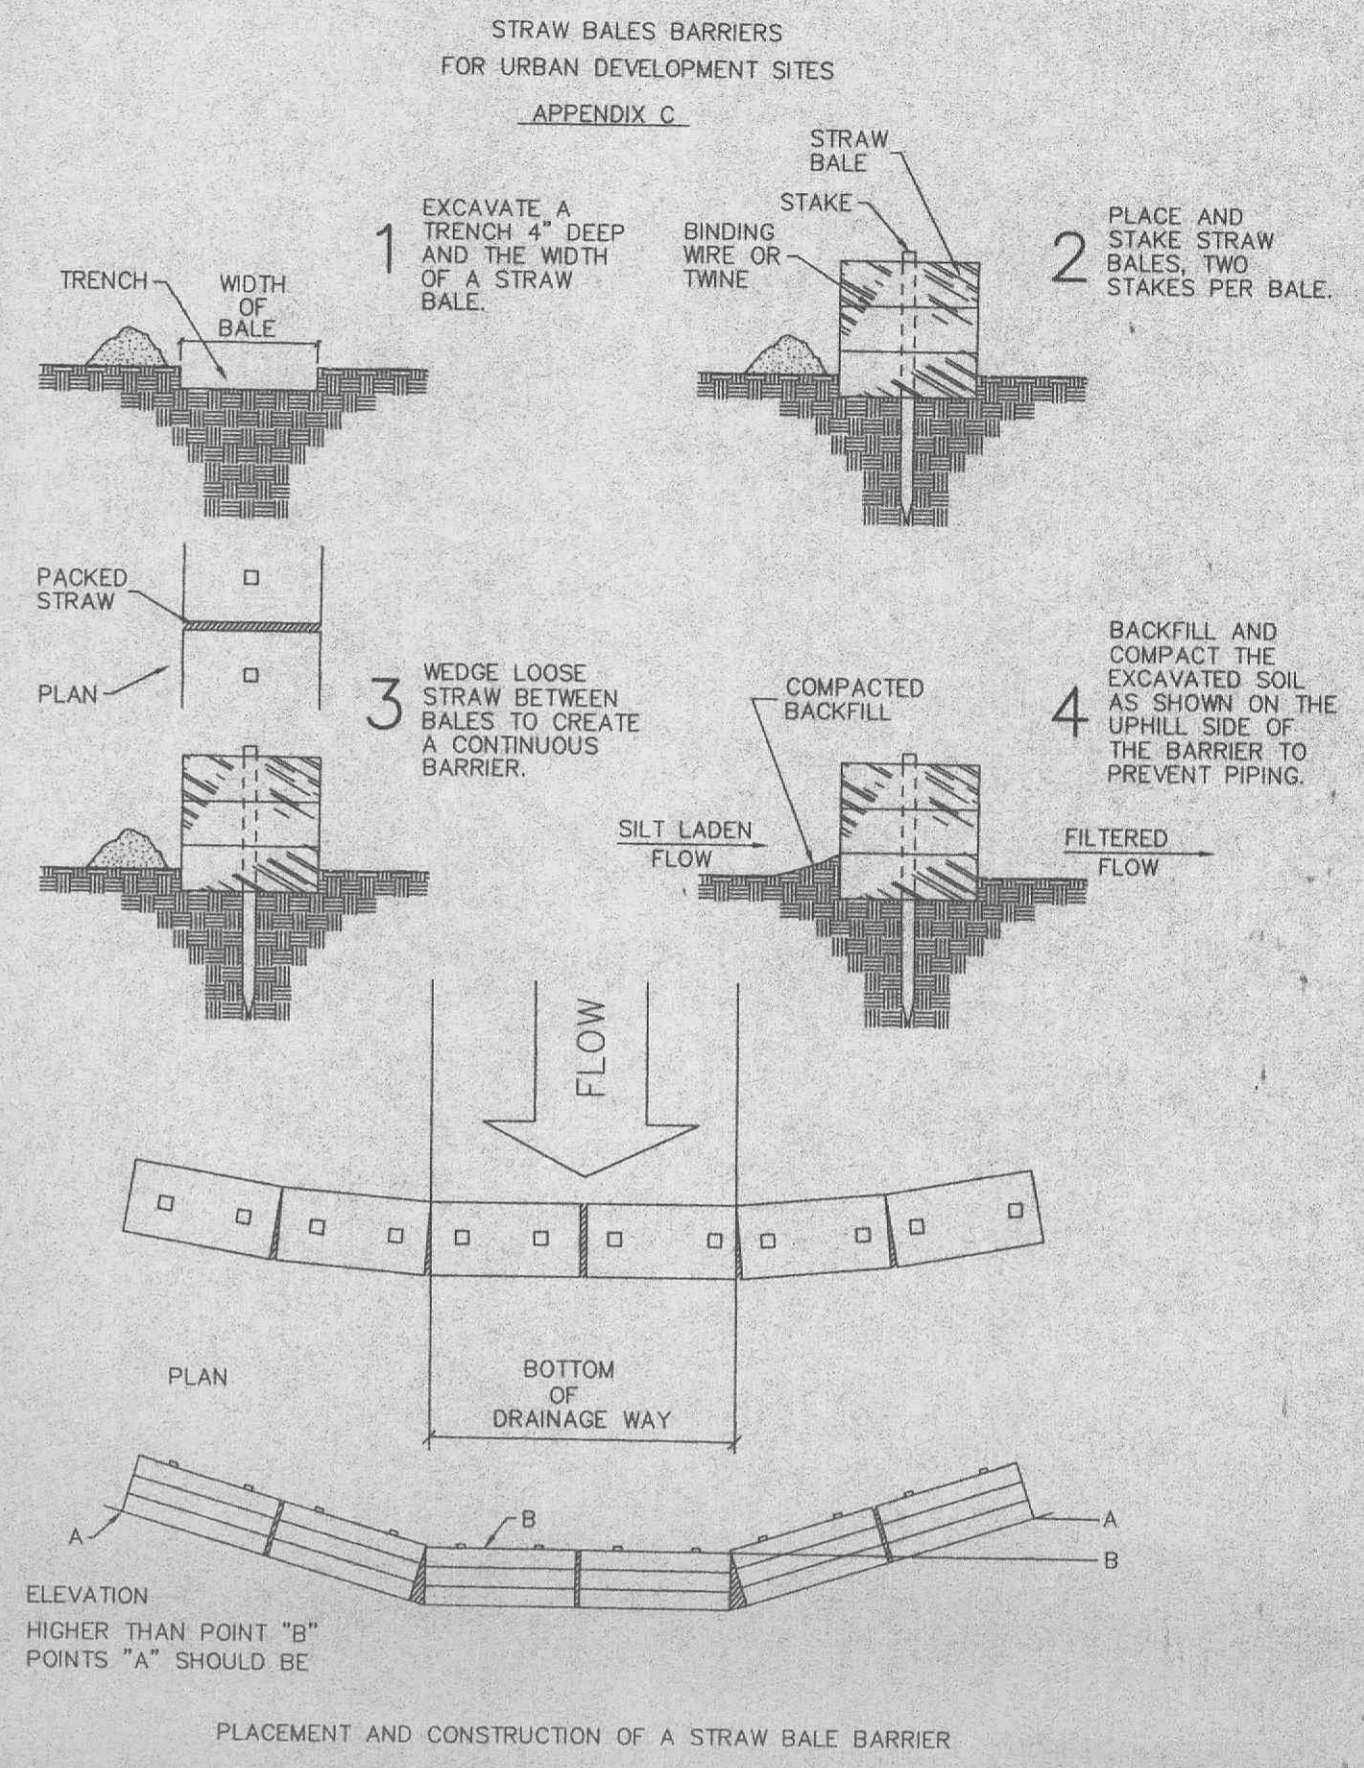 STRAW BALES BARRIERS
FOR URBAN DEVELOPMENT SITES
APPENDIX C
1
EXCAVATE A
TRENCH 4" DEEP
AND THE WIDTH
OF A STRAW
BALE.
TRENCH
WIDTH
OF
BALE
STRAW
BALE
STAKE
BINDING
WIRE OR
TWINE
2
PLACE AND
STAKE STRAW
BALES, TWO
STAKES PER BALE.
PACKED
STRAW
PLAN
3
WEDGE LOOSE
STRAW BETWEEN
BALES TO CREATE
A CONTINUOUS
BARRIER.
COMPACTED
BACKFILL
4
BACKFILL AND
COMPACT THE
EXCAVATED SOIL
AS SHOWN ON THE
UPHILL SIDE OF
THE BARRIER TO
PREVENT PIPING.
SILT LADEN
FLOW
FILTERED
FLOW
FLOW
PLAN
BOTTOM
OF
DRAINAGE WAY
A
B
A
B
ELEVATION
HIGHER THAN POINT "B"
POINTS "A" SHOULD BE
PLACEMENT AND CONSTRUCTION OF A STRAW BALE BARRIER